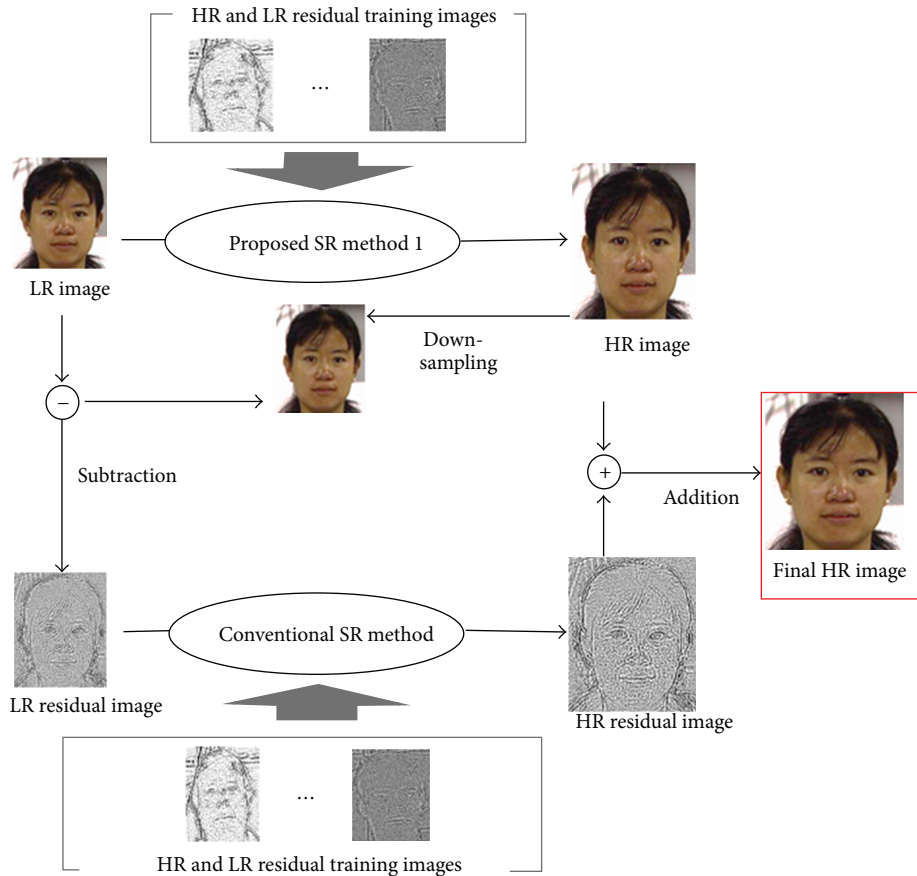 HR and LR residual training images
...
Proposed SR method 1
LR image
HR image
Down-
sampling
−
Subtraction
+
Addition
Final HR image
Conventional SR method
LR residual image
HR residual image
...
HR and LR residual training images